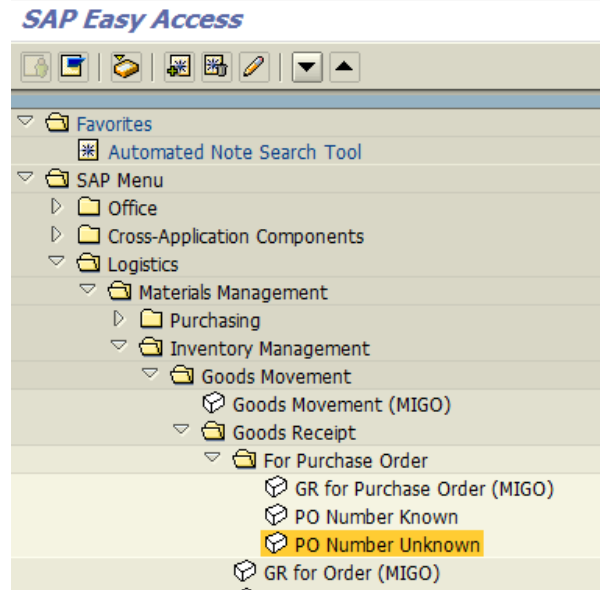 SAP Easy Access
Favorites
Automated Note Search Tool
SAP Menu
Office
Cross-Application Components
Logistics
Materials Management
Purchasing
Inventory Management
Goods Movement
Goods Movement (MIGO)
Goods Receipt
For Purchase Order
GR for Purchase Order (MIGO)
PO Number Known
PO Number Unknown
GR for Order (MIGO)